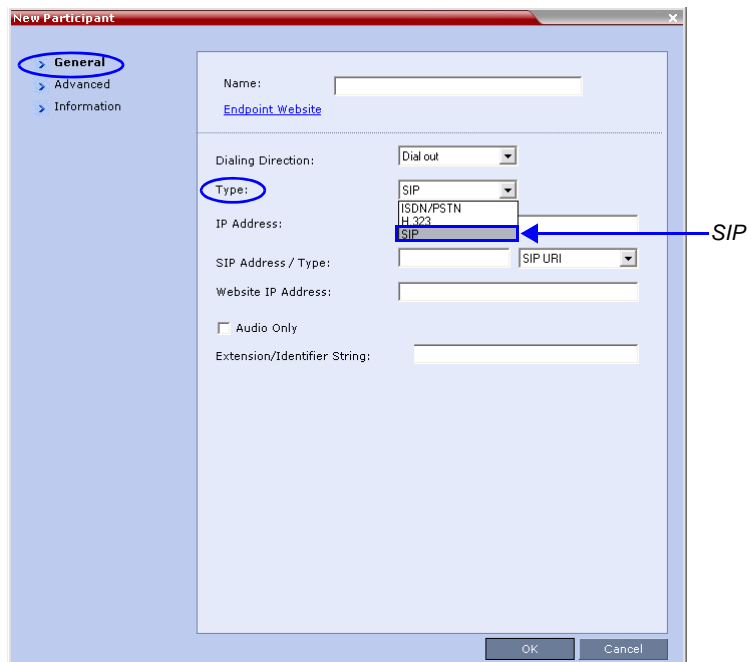 New Participant
General
Advanced
Information
Name:
Endpoint Website
Dialing Direction: Dial out
Type: SIP
ISDN/PSTN
H.323
SIP
SIP
IP Address:
SIP Address / Type: SIP URI
Website IP Address:
Audio Only
Extension/Identifier String:
OK Cancel